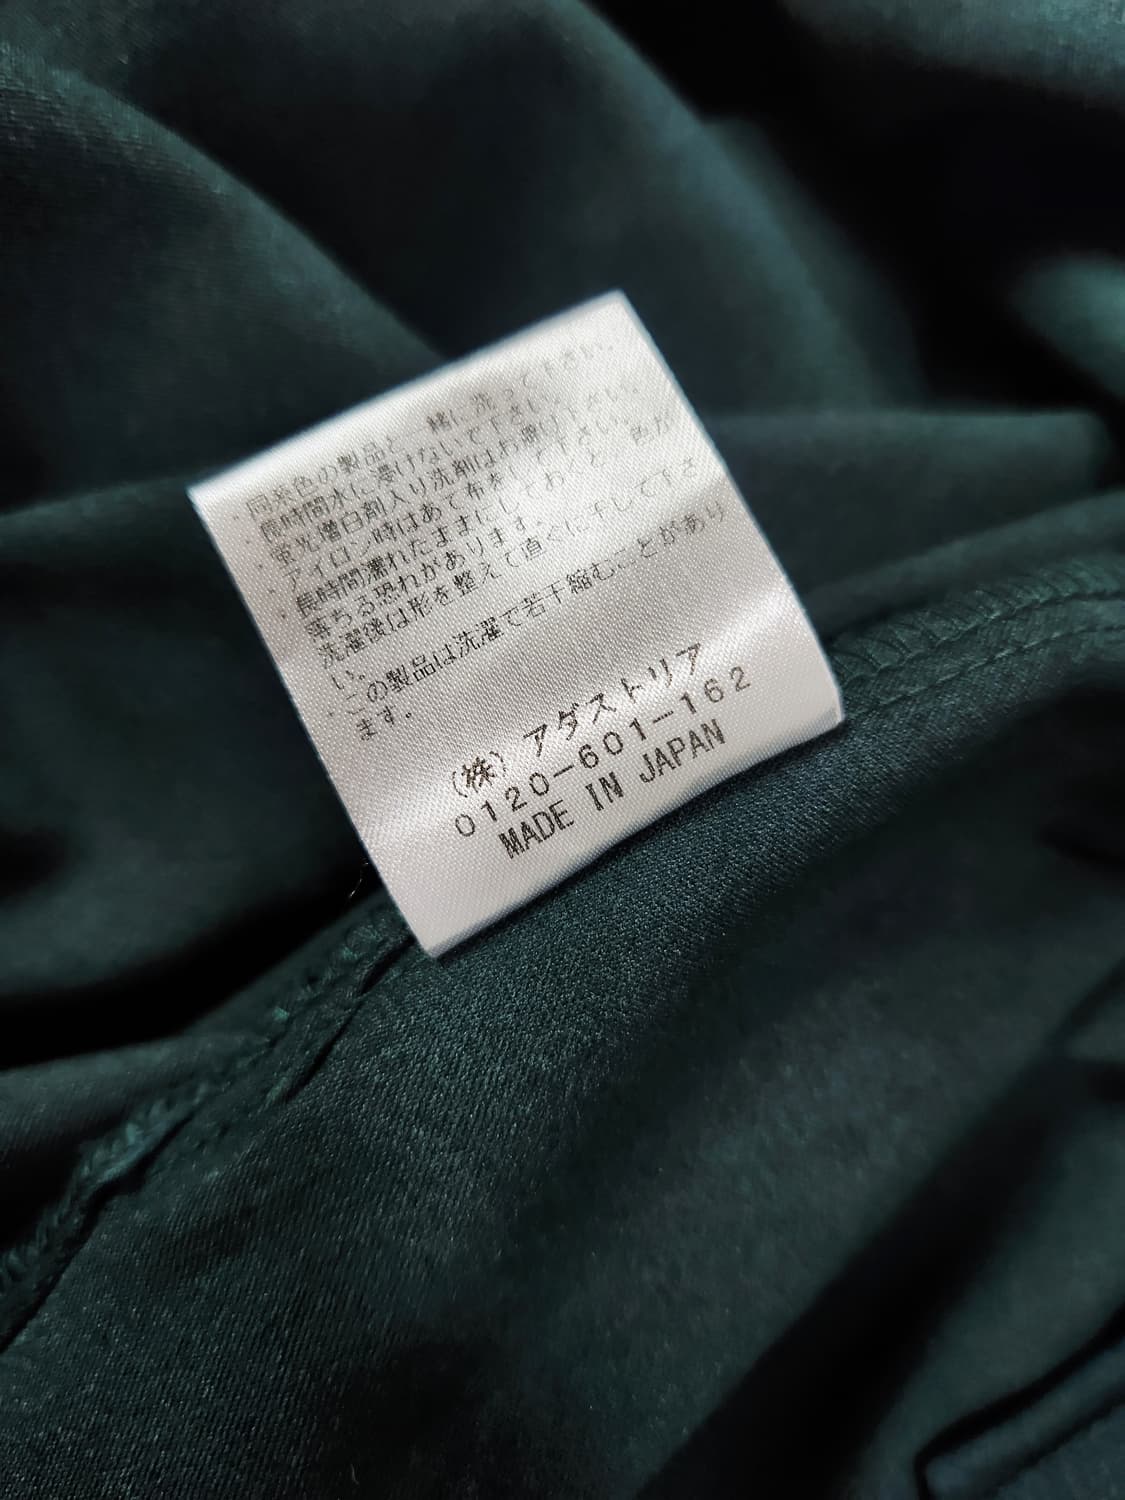 ・同系色の製品と一緒に洗って下さい。
・長時間水に漬けないで下さい。
・蛍光増白剤入り洗剤はお避け下さい。
・アイロン時はあて布をして下さい。
・長時間濡れたままにしておくと、色が
落ちる恐れがあります。
洗濯後は形を整えて直ぐに干して下さ
い。
・この製品は洗濯で若干縮むことがあり
ます。
(株)アダストリア
0120-601-162
MADE IN JAPAN